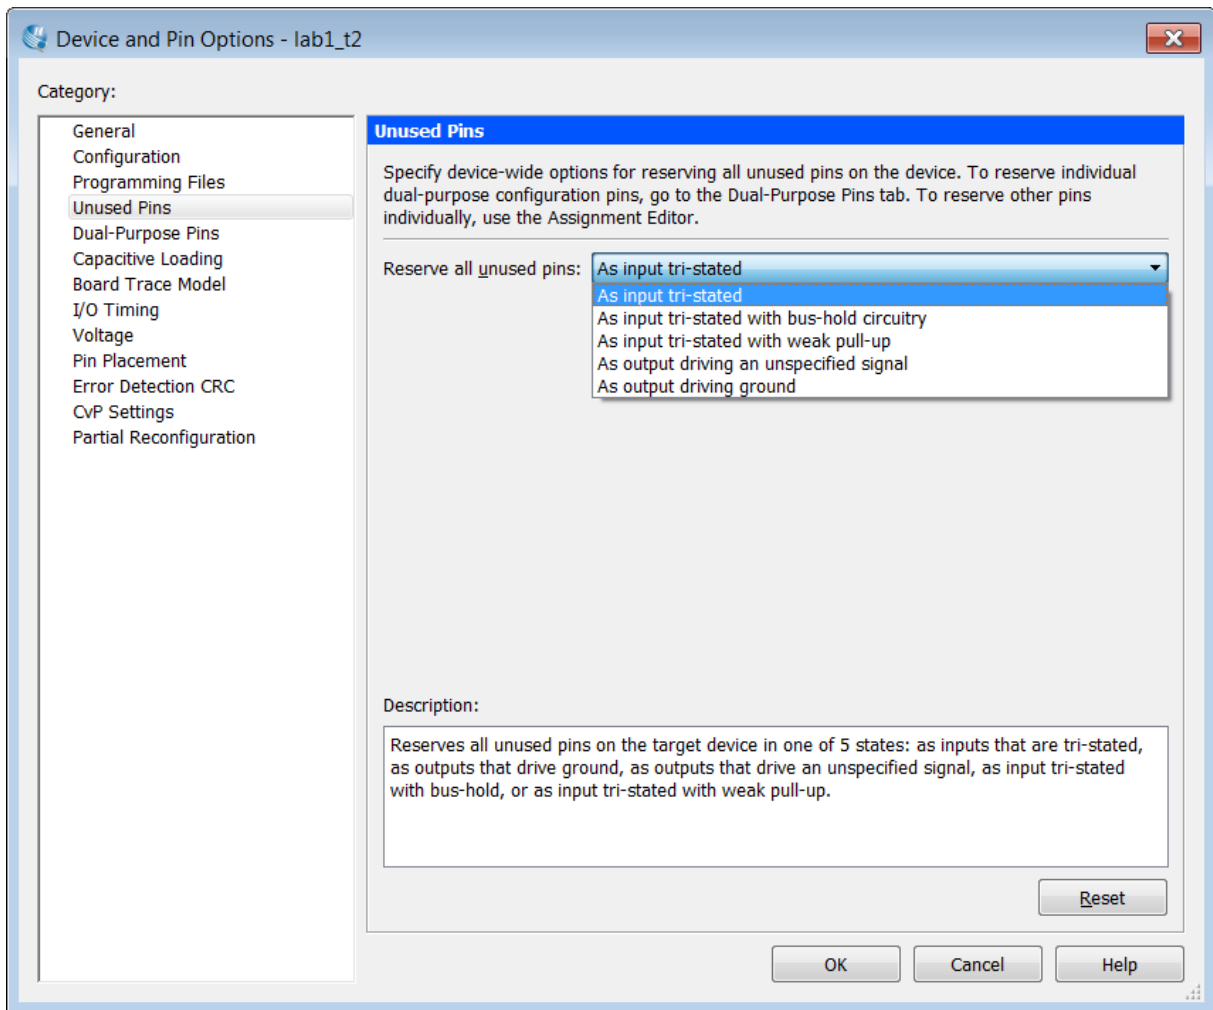 Device and Pin Options - lab1_t2
Category:
General
Configuration
Programming Files
Unused Pins
Dual-Purpose Pins
Capacitive Loading
Board Trace Model
I/O Timing
Voltage
Pin Placement
Error Detection CRC
CvP Settings
Partial Reconfiguration
Unused Pins
Specify device-wide options for reserving all unused pins on the device. To reserve individual
dual-purpose configuration pins, go to the Dual-Purpose Pins tab. To reserve other pins
individually, use the Assignment Editor.
Reserve all unused pins: As input tri-stated
As input tri-stated
As input tri-stated with bus-hold circuitry
As input tri-stated with weak pull-up
As output driving an unspecified signal
As output driving ground
Description:
Reserves all unused pins on the target device in one of 5 states: as inputs that are tri-stated,
as outputs that drive ground, as outputs that drive an unspecified signal, as input tri-stated
with bus-hold, or as input tri-stated with weak pull-up.
Reset
OK Cancel Help